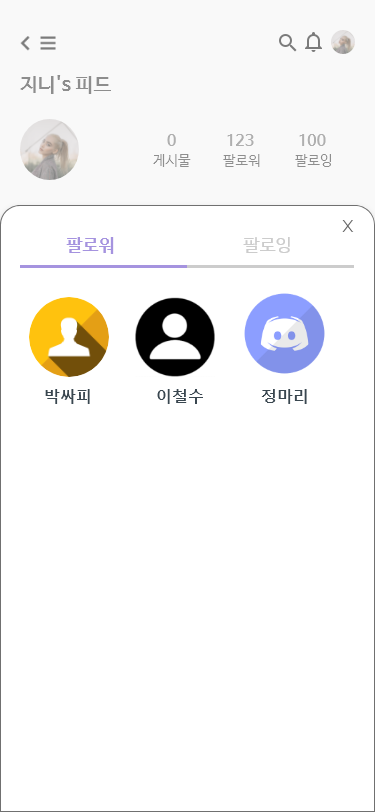 지니's 피드
0 123 100
게시물 팔로워 팔로잉
X
팔로워 팔로잉
박싸피 이철수 정마리